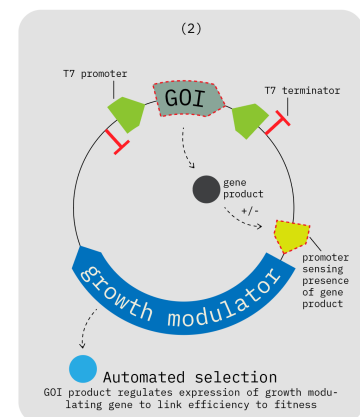 (2)
T7 promoter
GOI
T7 terminator
gene
product
+/-
promoter
sensing
presence
of gene
product
growth modulator
Automated selection
GOI product regulates expression of growth modu-
lating gene to link efficiency to fitness